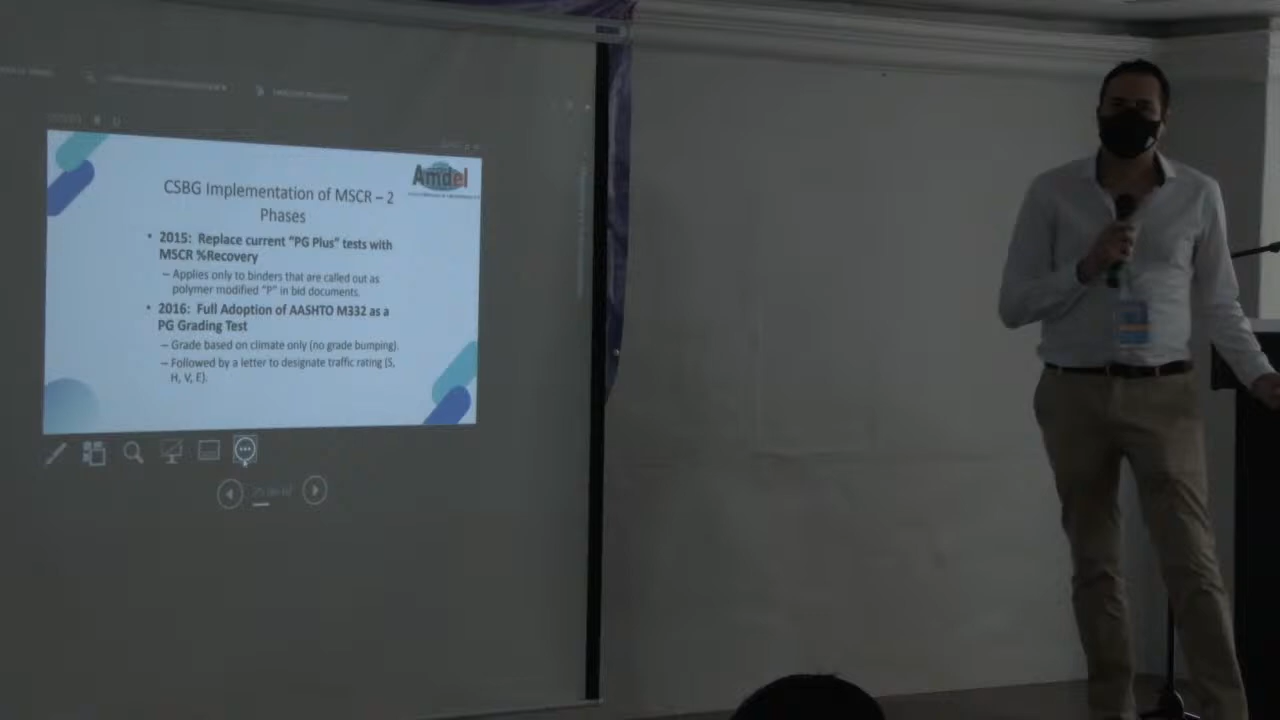 Amdel
CSBG Implementation of MSCR – 2
Phases
• 2015: Replace current “PG Plus” tests with
MSCR %Recovery
– Applies only to binders that are called out as
polymer modified “P” in bid documents.
• 2016: Full Adoption of AASHTO M332 as a
PG Grading Test
– Grade based on climate only (no grade bumping).
– Followed by a letter to designate traffic rating (S,
H, V, E).